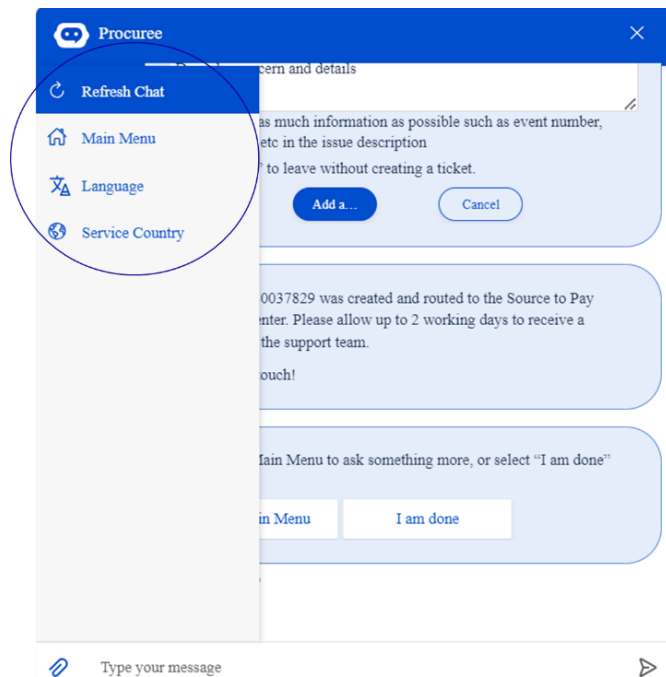 Procuree
Refresh Chat
Main Menu
Language
Service Country
and details
as much information as possible such as event number,
etc in the issue description
to leave without creating a ticket.
Add a...
Cancel
0037829 was created and routed to the Source to Pay
Please allow up to 2 working days to receive a
the support team.
ouch!
Main Menu to ask something more, or select “I am done”
in Menu
I am done
Type your message